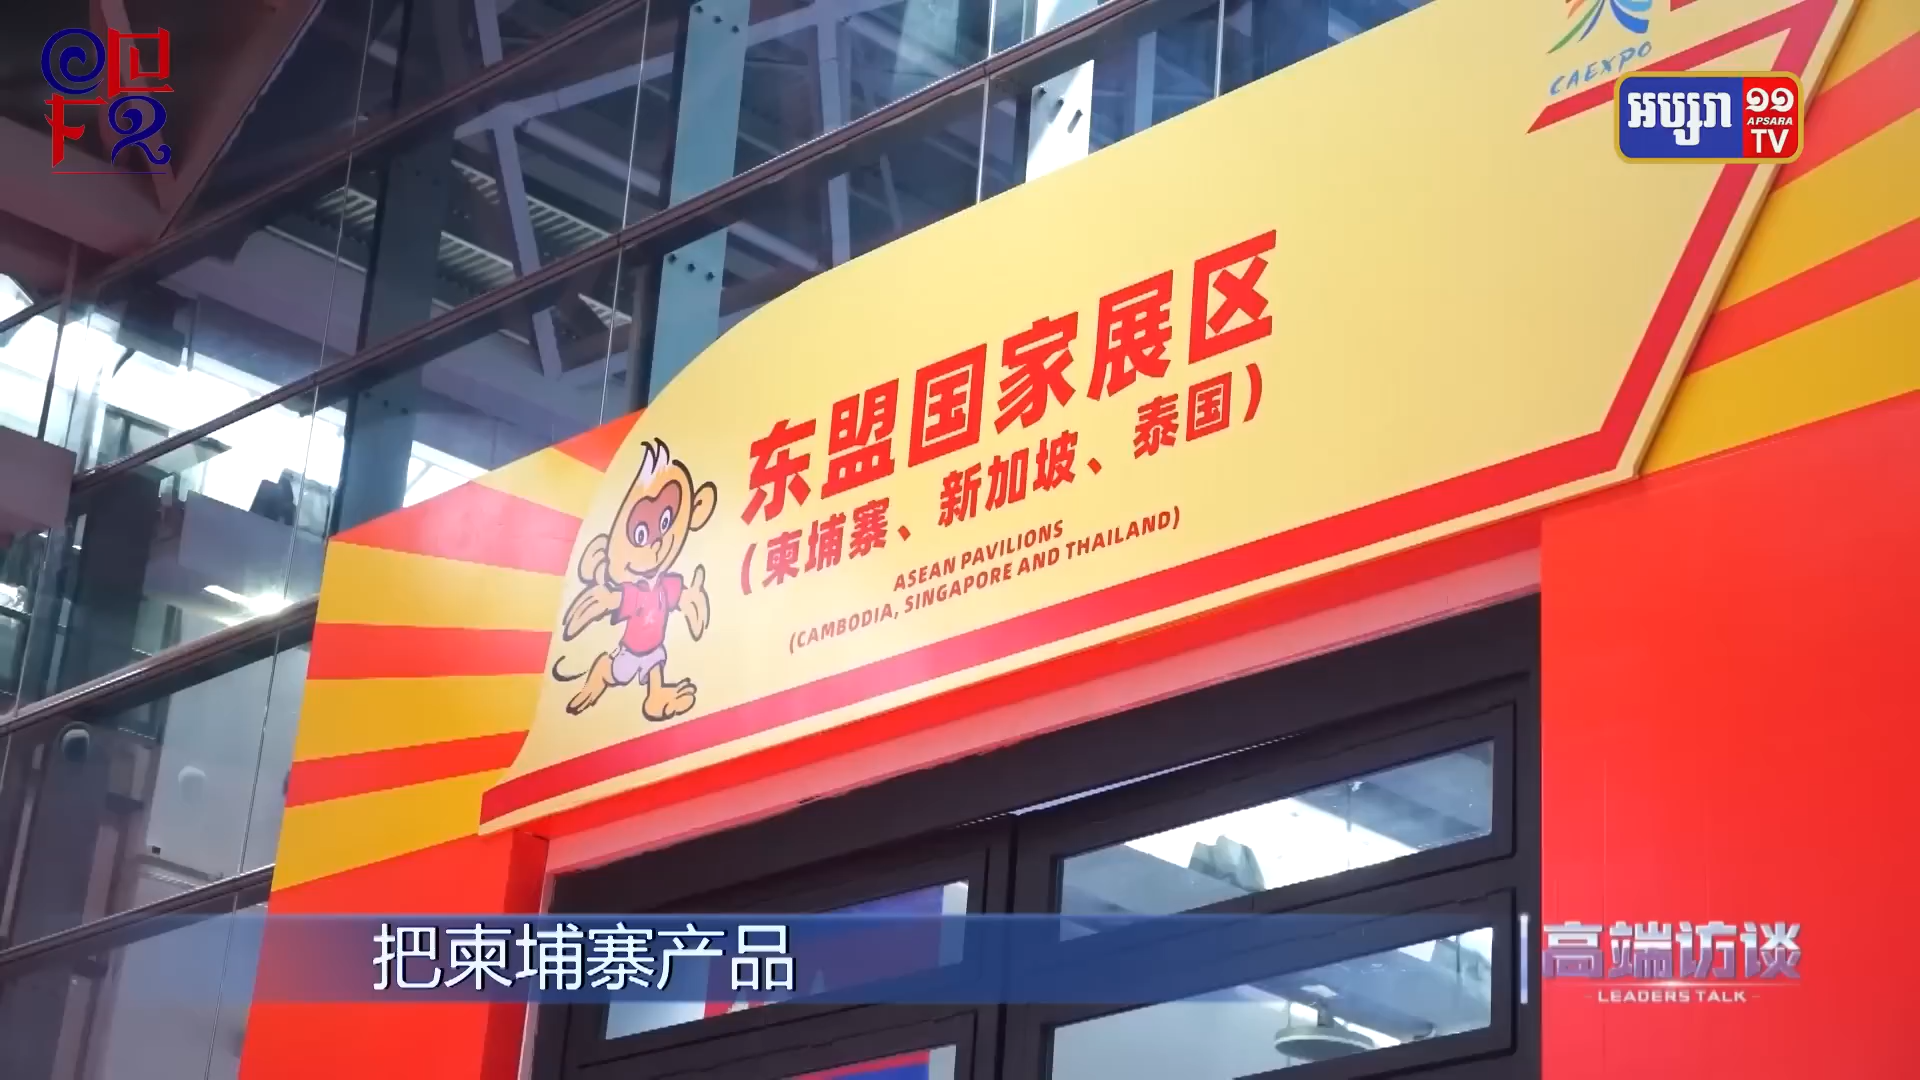 CAEXPO
អប្សរា
១១
APSARA
TV
东盟国家展区
（柬埔寨、新加坡、泰国）
ASEAN PAVILIONS
(CAMBODIA, SINGAPORE AND THAILAND)
把柬埔寨产品
高端访谈
LEADERS TALK